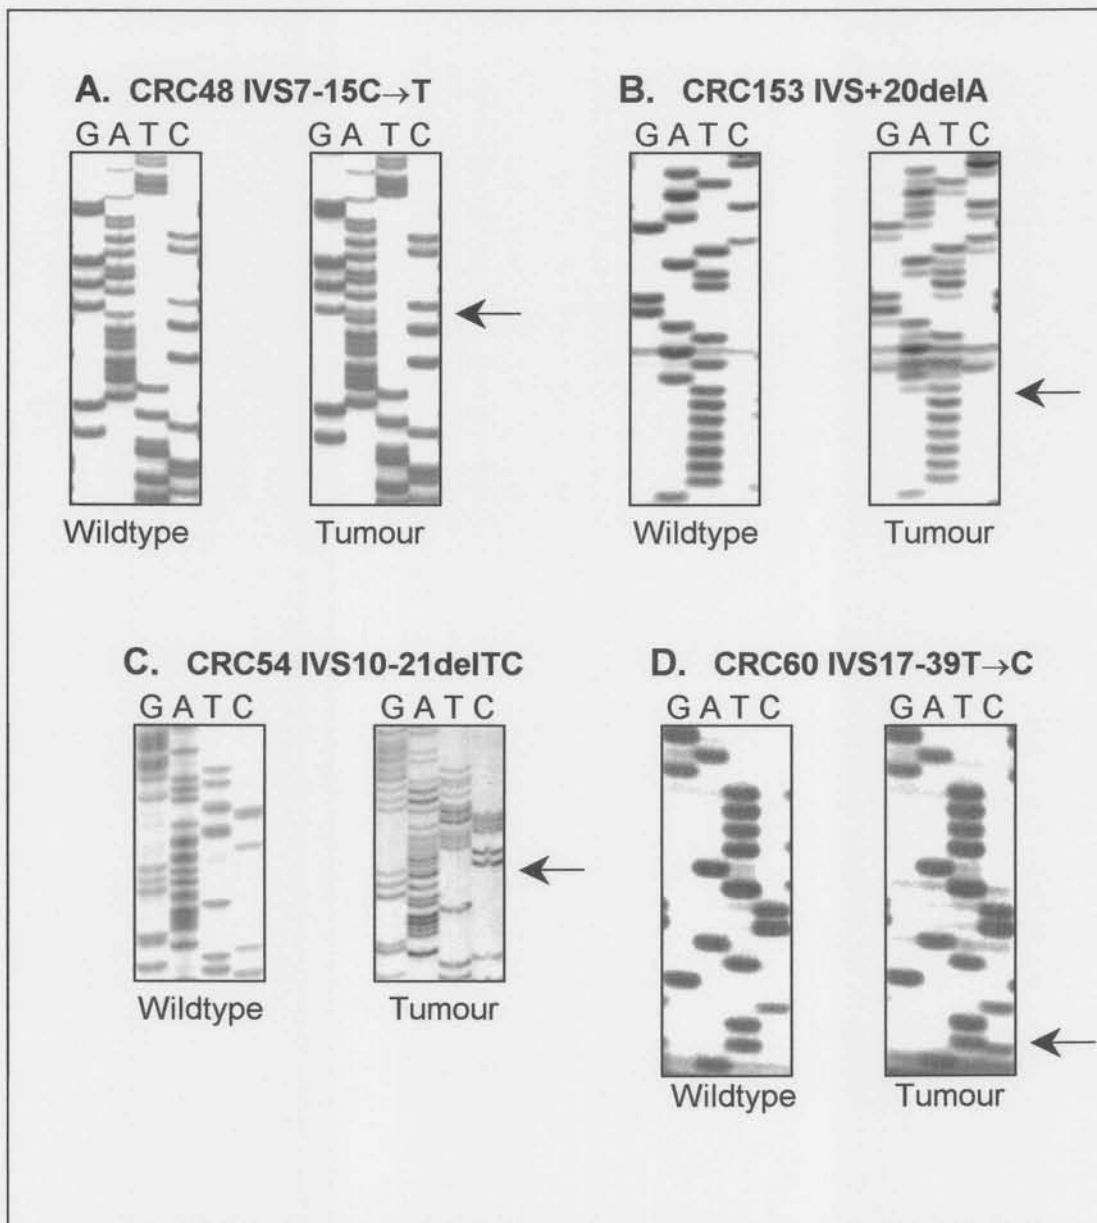 A. CRC48 IVS7-15C→T
G A T C
G A T C
Wildtype
Tumour
B. CRC153 IVS+20delA
G A T C
G A T C
Wildtype
Tumour
C. CRC54 IVS10-21delTC
G A T C
G A T C
Wildtype
Tumour
D. CRC60 IVS17-39T→C
G A T C
G A T C
Wildtype
Tumour